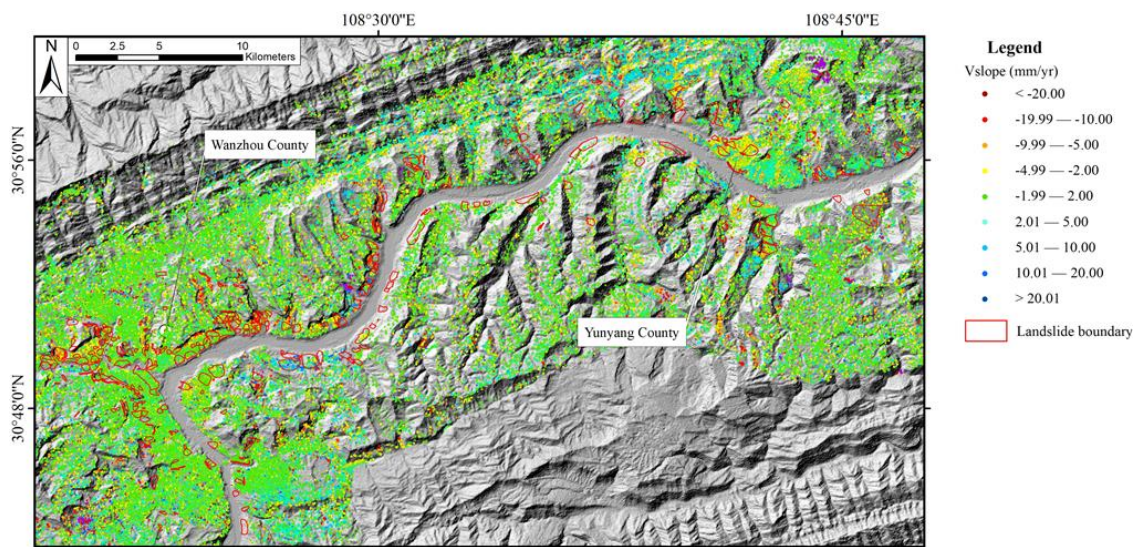 108°30'0"E
108°45'0"E
N
0 2.5 5 10
Kilometers
30°56'0"N
30°48'0"N
Wanzhou County
Yunyang County
Legend
Vslope (mm/yr)
< -20.00
-19.99 — -10.00
-9.99 — -5.00
-4.99 — -2.00
-1.99 — 2.00
2.01 — 5.00
5.01 — 10.00
10.01 — 20.00
> 20.01
Landslide boundary